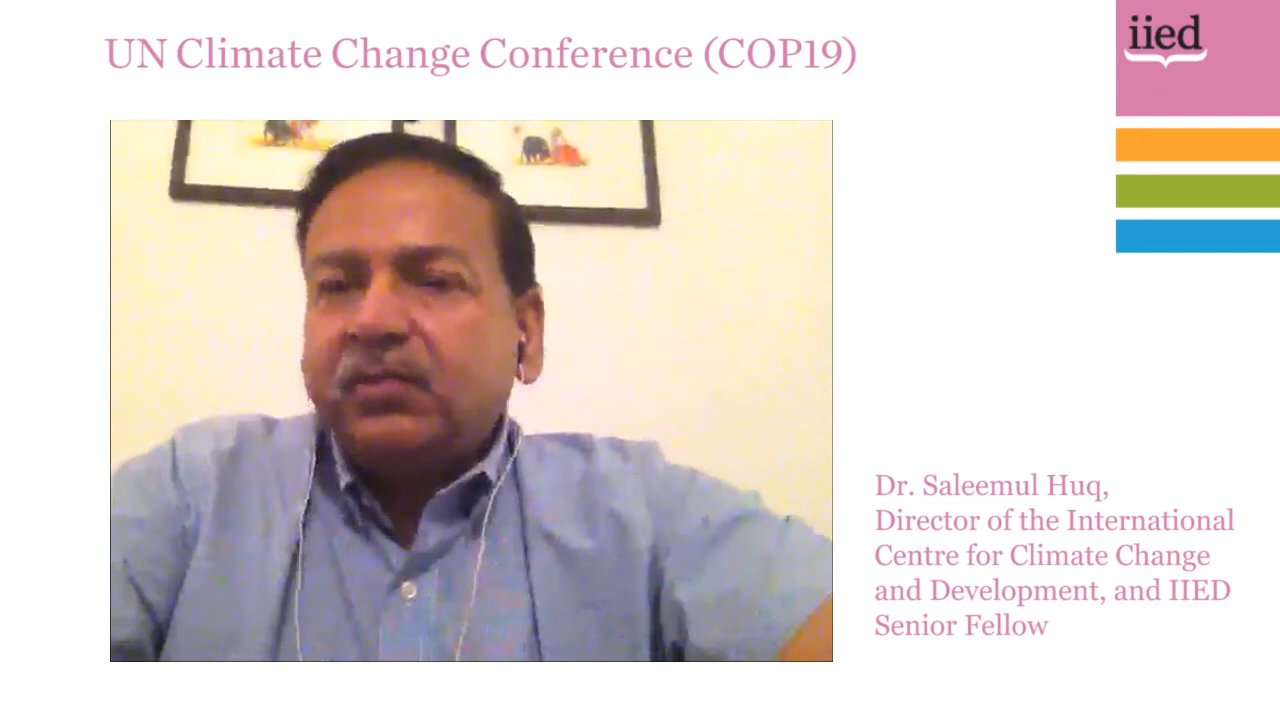 UN Climate Change Conference (COP19)
iied
Dr. Saleemul Huq,
Director of the International
Centre for Climate Change
and Development, and IIED
Senior Fellow